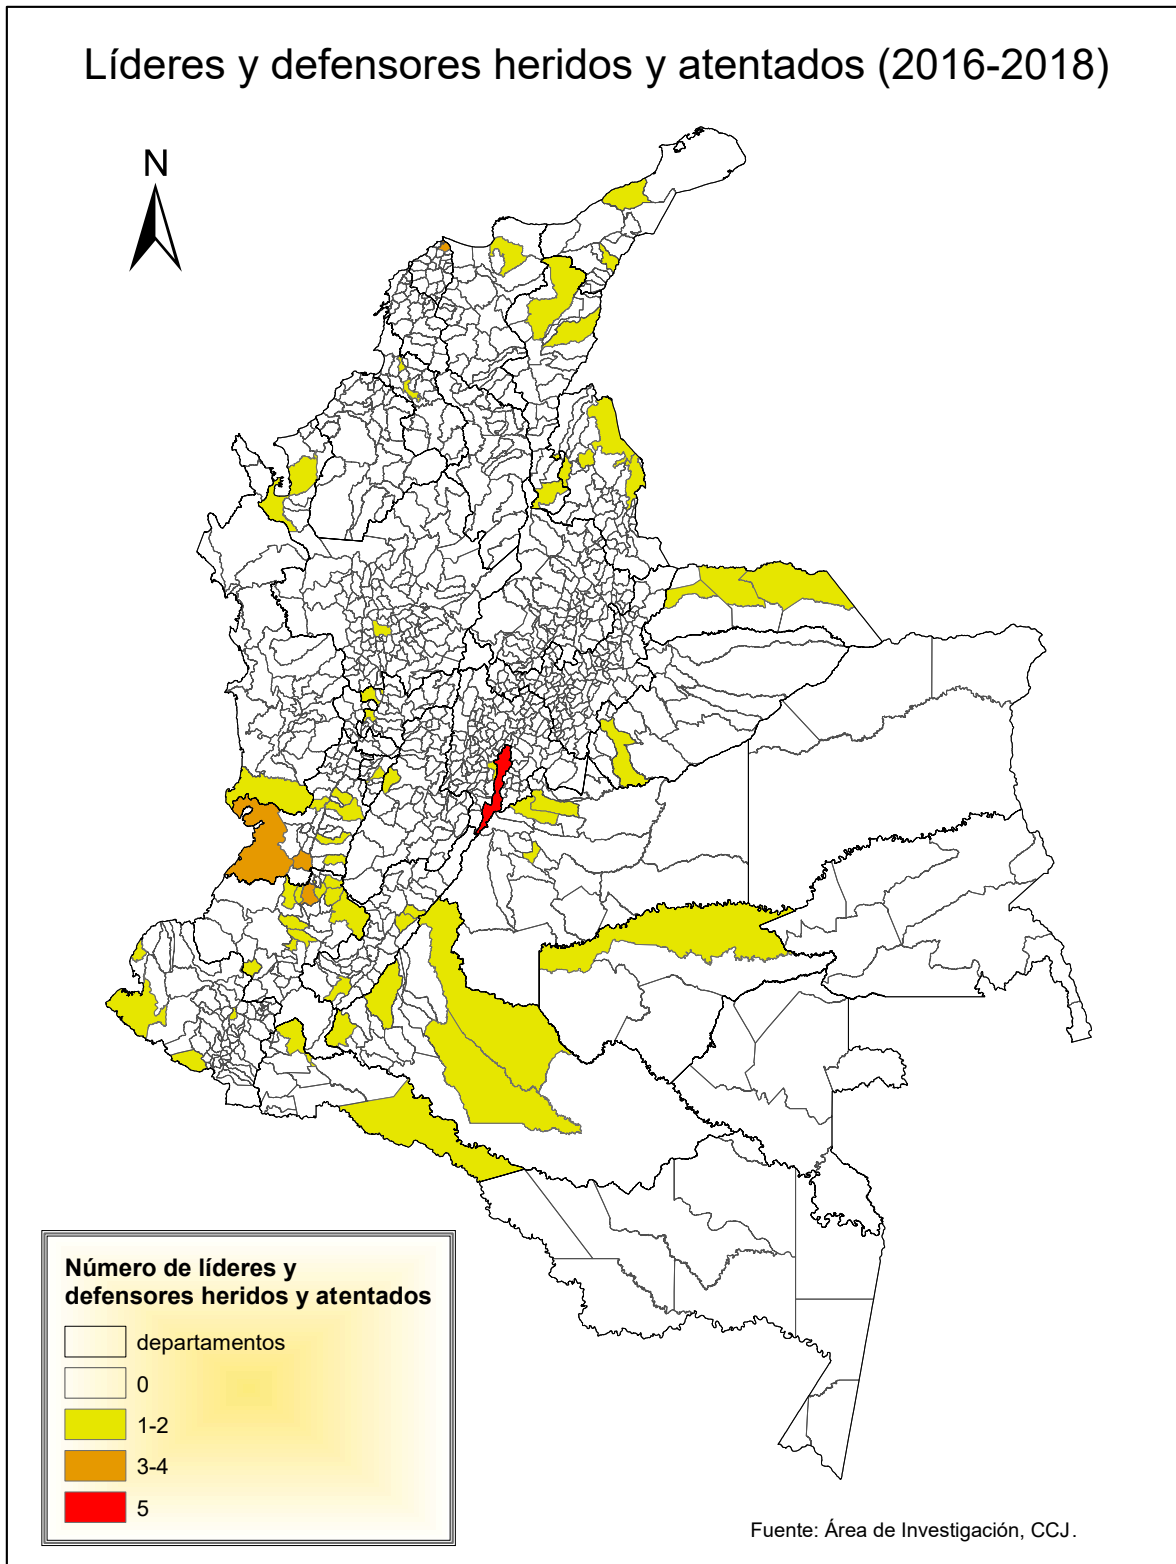 Líderes y defensores heridos y atentados (2016-2018)
N
Número de líderes y
defensores heridos y atentados
departamentos
0
1-2
3-4
5
Fuente: Área de Investigación, CCJ.